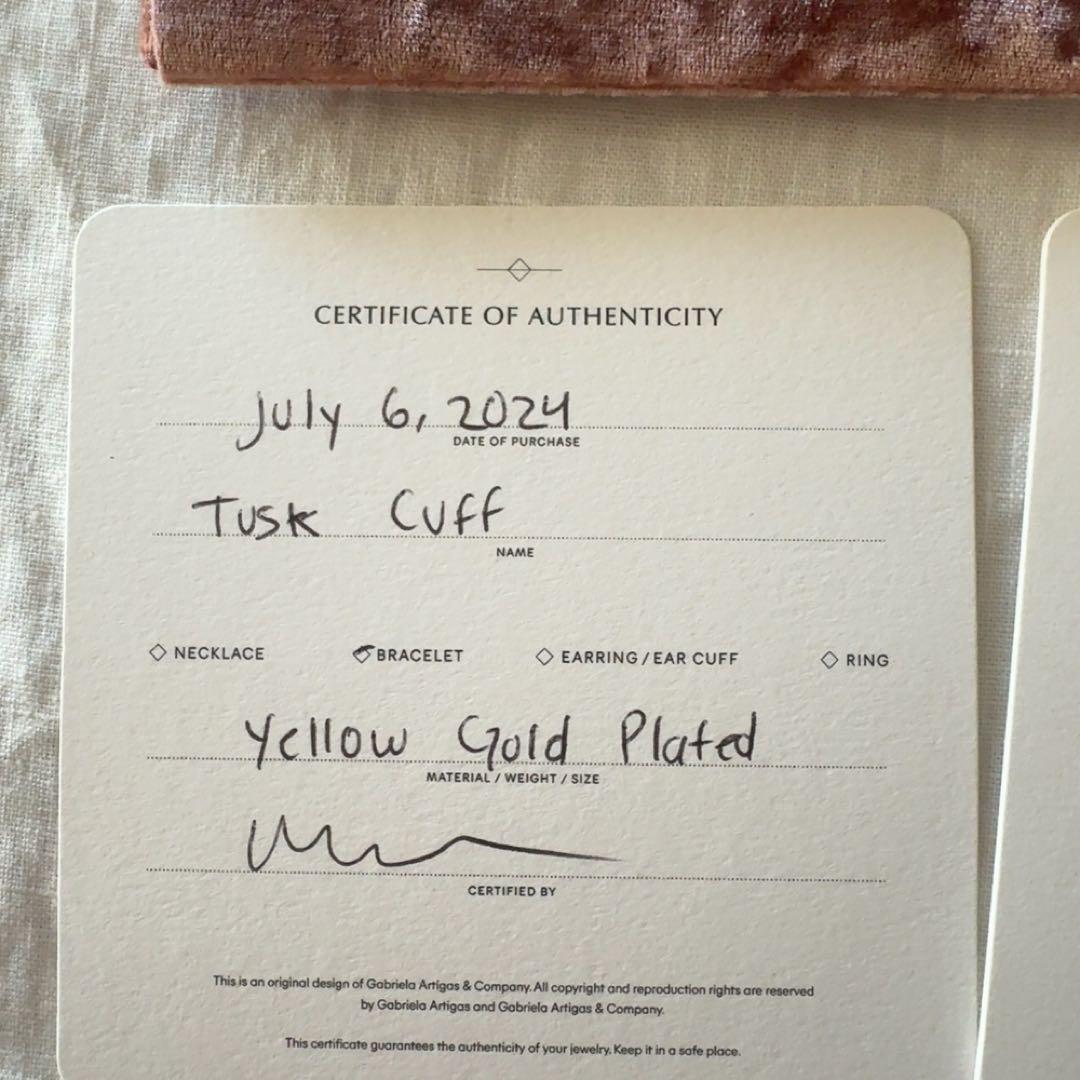 CERTIFICATE OF AUTHENTICITY
July 6, 2024
DATE OF PURCHASE
Tusk Cuff
NAME
NECKLACE BRACELET EARRING / EAR CUFF RING
Yellow Gold Plated
MATERIAL / WEIGHT / SIZE
CERTIFIED BY
This is an original design of Gabriela Artigas & Company. All copyright and reproduction rights are reserved
by Gabriela Artigas and Gabriela Artigas & Company.
This certificate guarantees the authenticity of your jewelry. Keep it in a safe place.